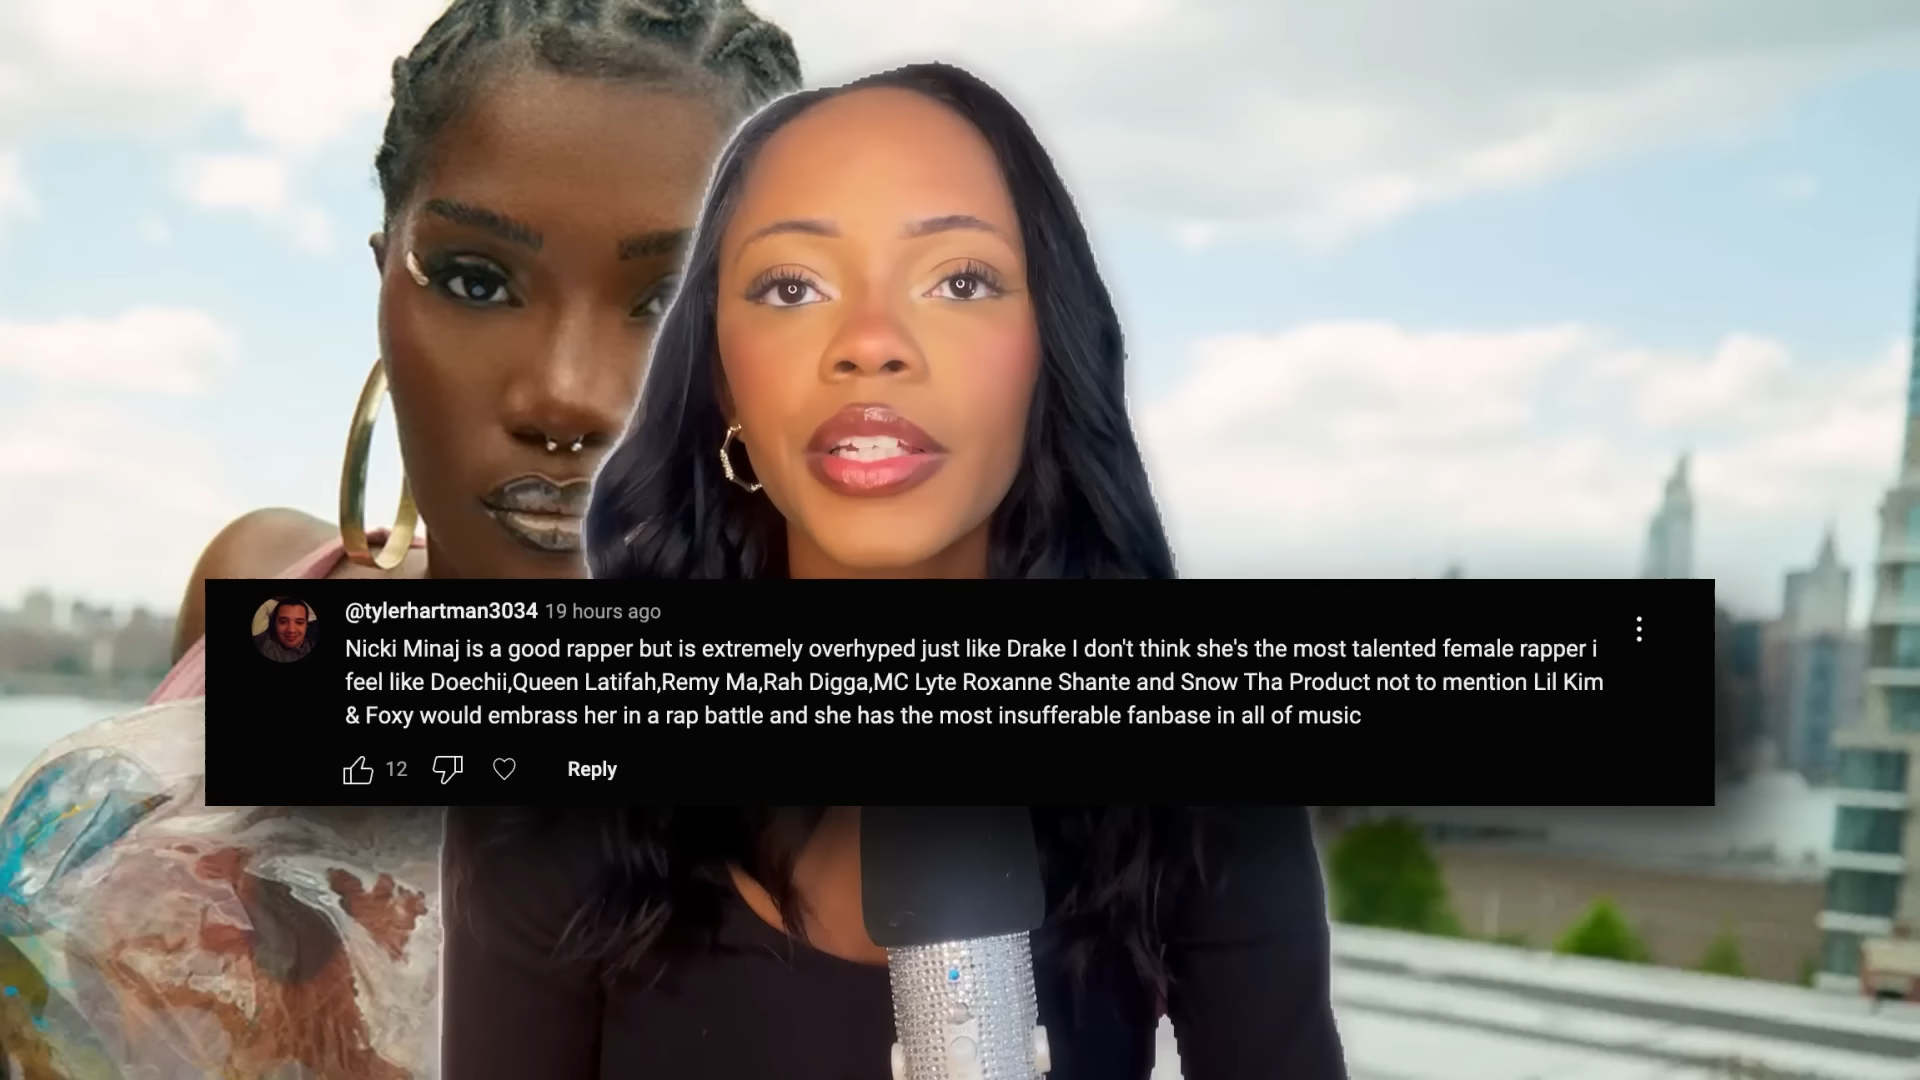 @tylerhartman3034 19 hours ago
Nicki Minaj is a good rapper but is extremely overhyped just like Drake I don't think she's the most talented female rapper i
feel like Doechii,Queen Latifah,Remy Ma,Rah Digga,MC Lyte Roxanne Shante and Snow Tha Product not to mention Lil Kim
& Foxy would embrass her in a rap battle and she has the most insufferable fanbase in all of music
12 Reply